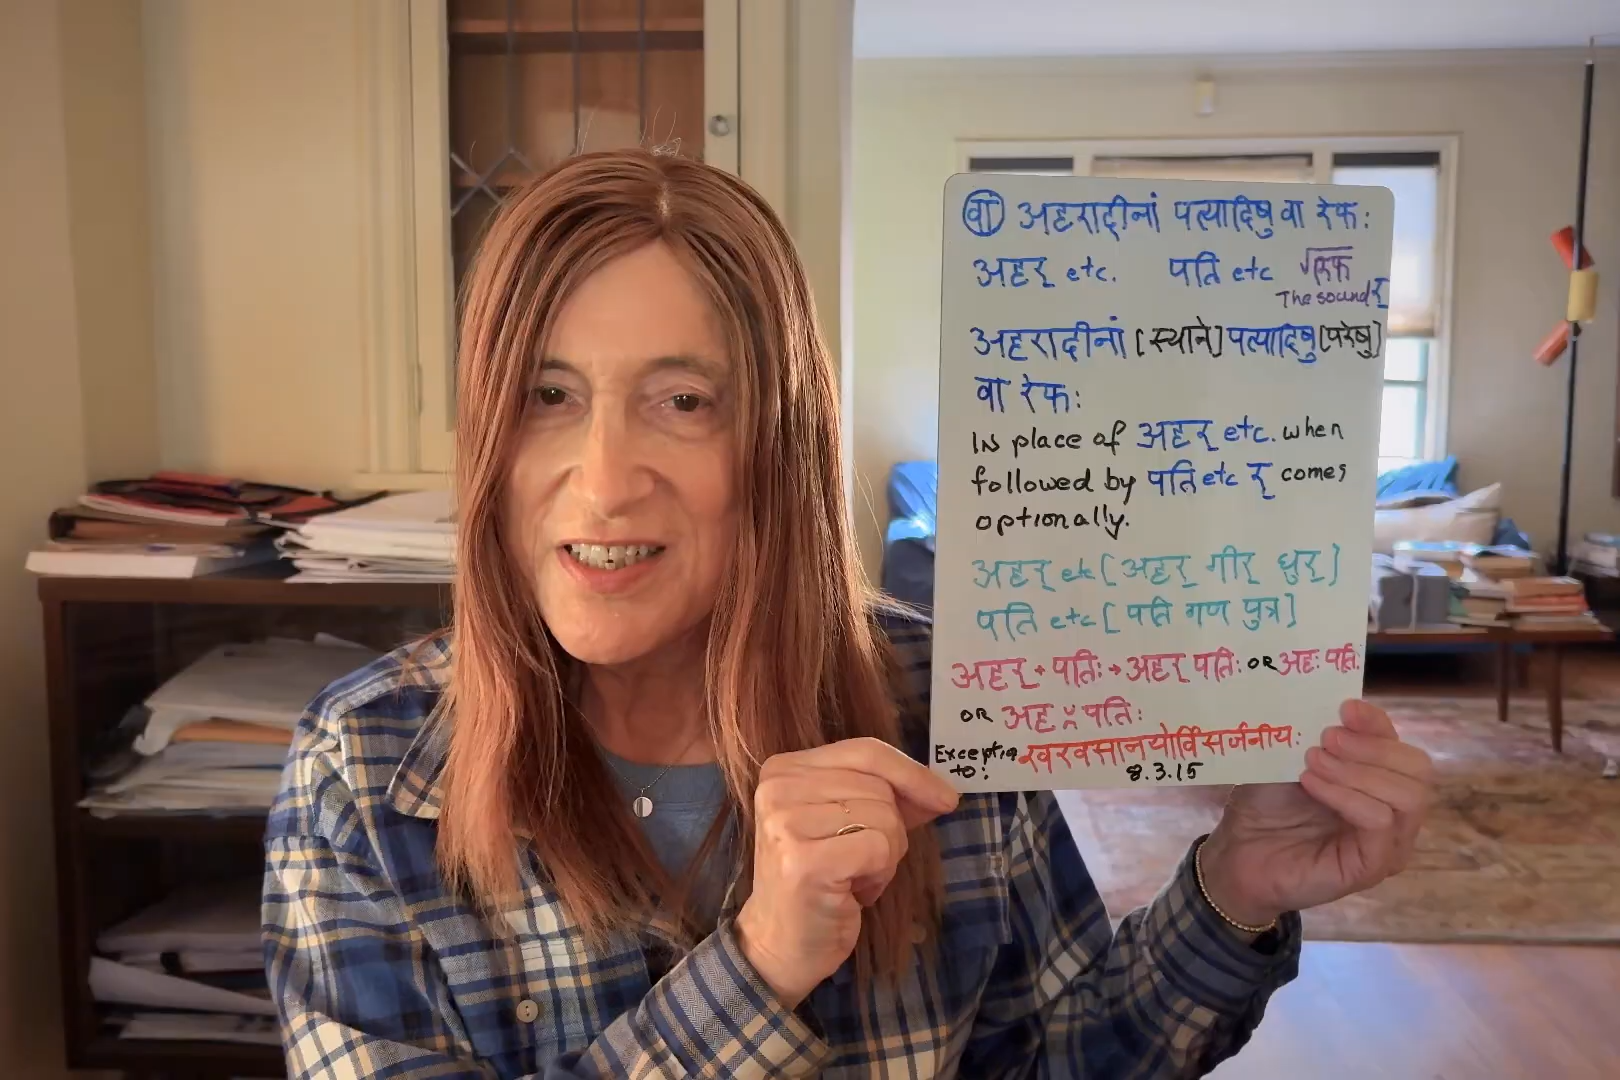 (वा) अहरादीनां पत्यादिषु वा रेफः
अहर् etc. पति etc √रिफ
The sound र्
अहरादीनां [स्थाने] पत्यादिषु [परेषु]
वा रेफः
In place of अहर् etc. when
followed by पति etc र् comes
optionally.
अहर् etc [ अहर् गीर् धुर् ]
पति etc [ पति गण पुत्र ]
अहर् + पतिः → अहर् पतिः OR अहः पतिः
OR अह ᳵ पतिः
Exception खरवसानयोर्विसर्जनीयः
to: 8.3.15